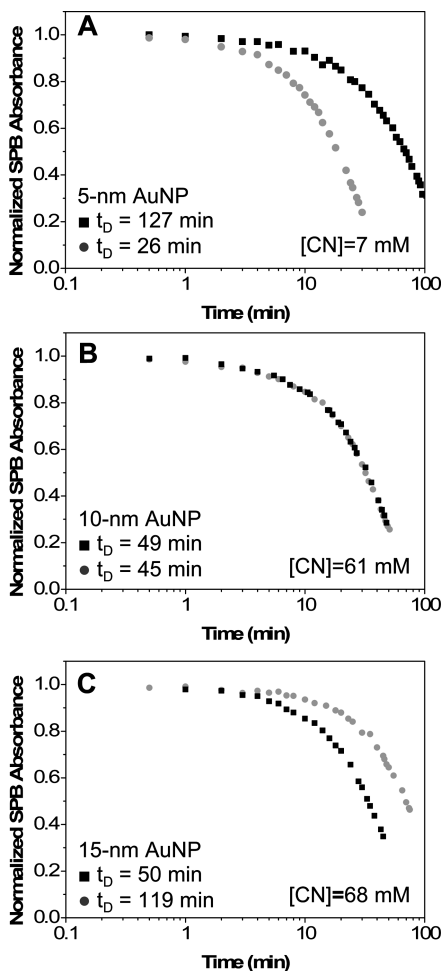 A
Normalized SPB Absorbance
1.0
0.8
0.6
0.4
0.2
0.0
5-nm AuNP
■ t_D = 127 min
● t_D = 26 min
[CN]=7 mM
0.1 1 10 100
Time (min)
B
Normalized SPB Absorbance
1.0
0.8
0.6
0.4
0.2
0.0
10-nm AuNP
■ t_D = 49 min
● t_D = 45 min
[CN]=61 mM
0.1 1 10 100
Time (min)
C
Normalized SPB Absorbance
1.0
0.8
0.6
0.4
0.2
0.0
15-nm AuNP
■ t_D = 50 min
● t_D = 119 min
[CN]=68 mM
0.1 1 10 100
Time (min)